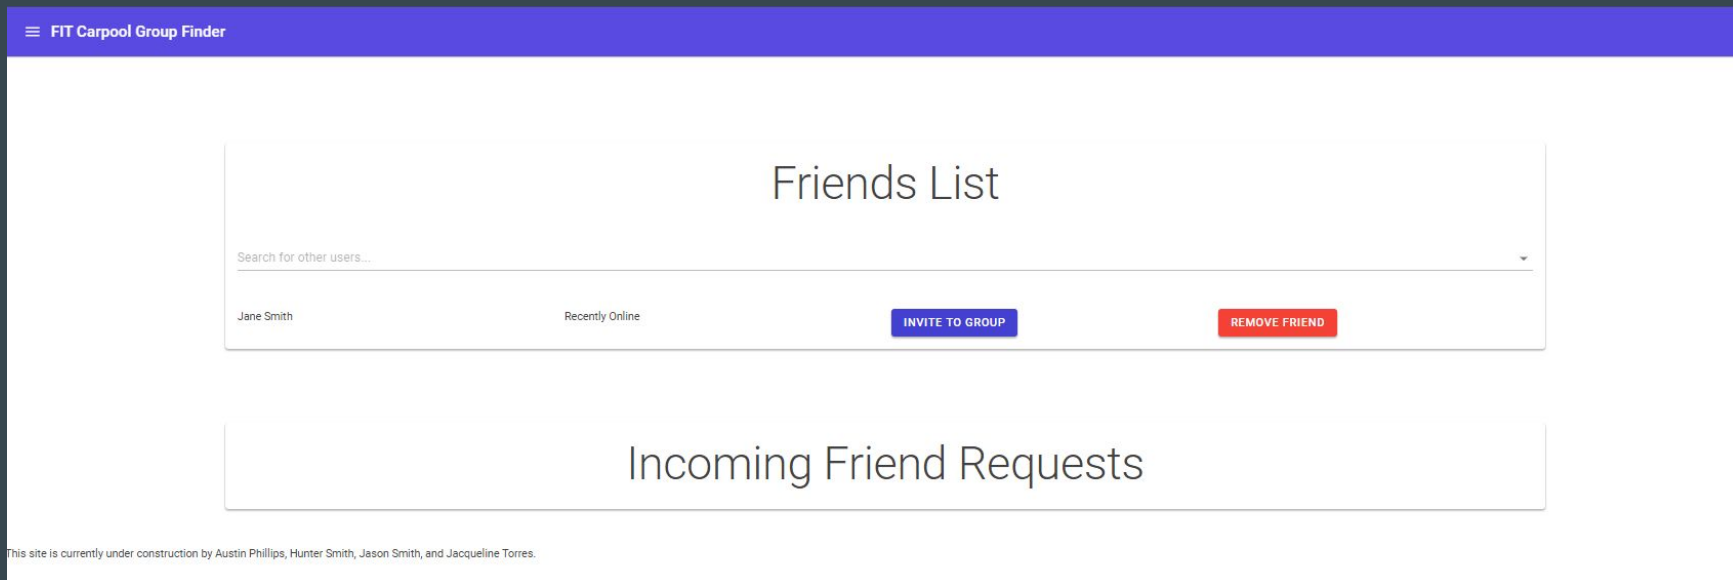 FIT Carpool Group Finder
Friends List
Search for other users...
Jane Smith Recently Online INVITE TO GROUP REMOVE FRIEND
Incoming Friend Requests
This site is currently under construction by Austin Phillips, Hunter Smith, Jason Smith, and Jacqueline Torres.